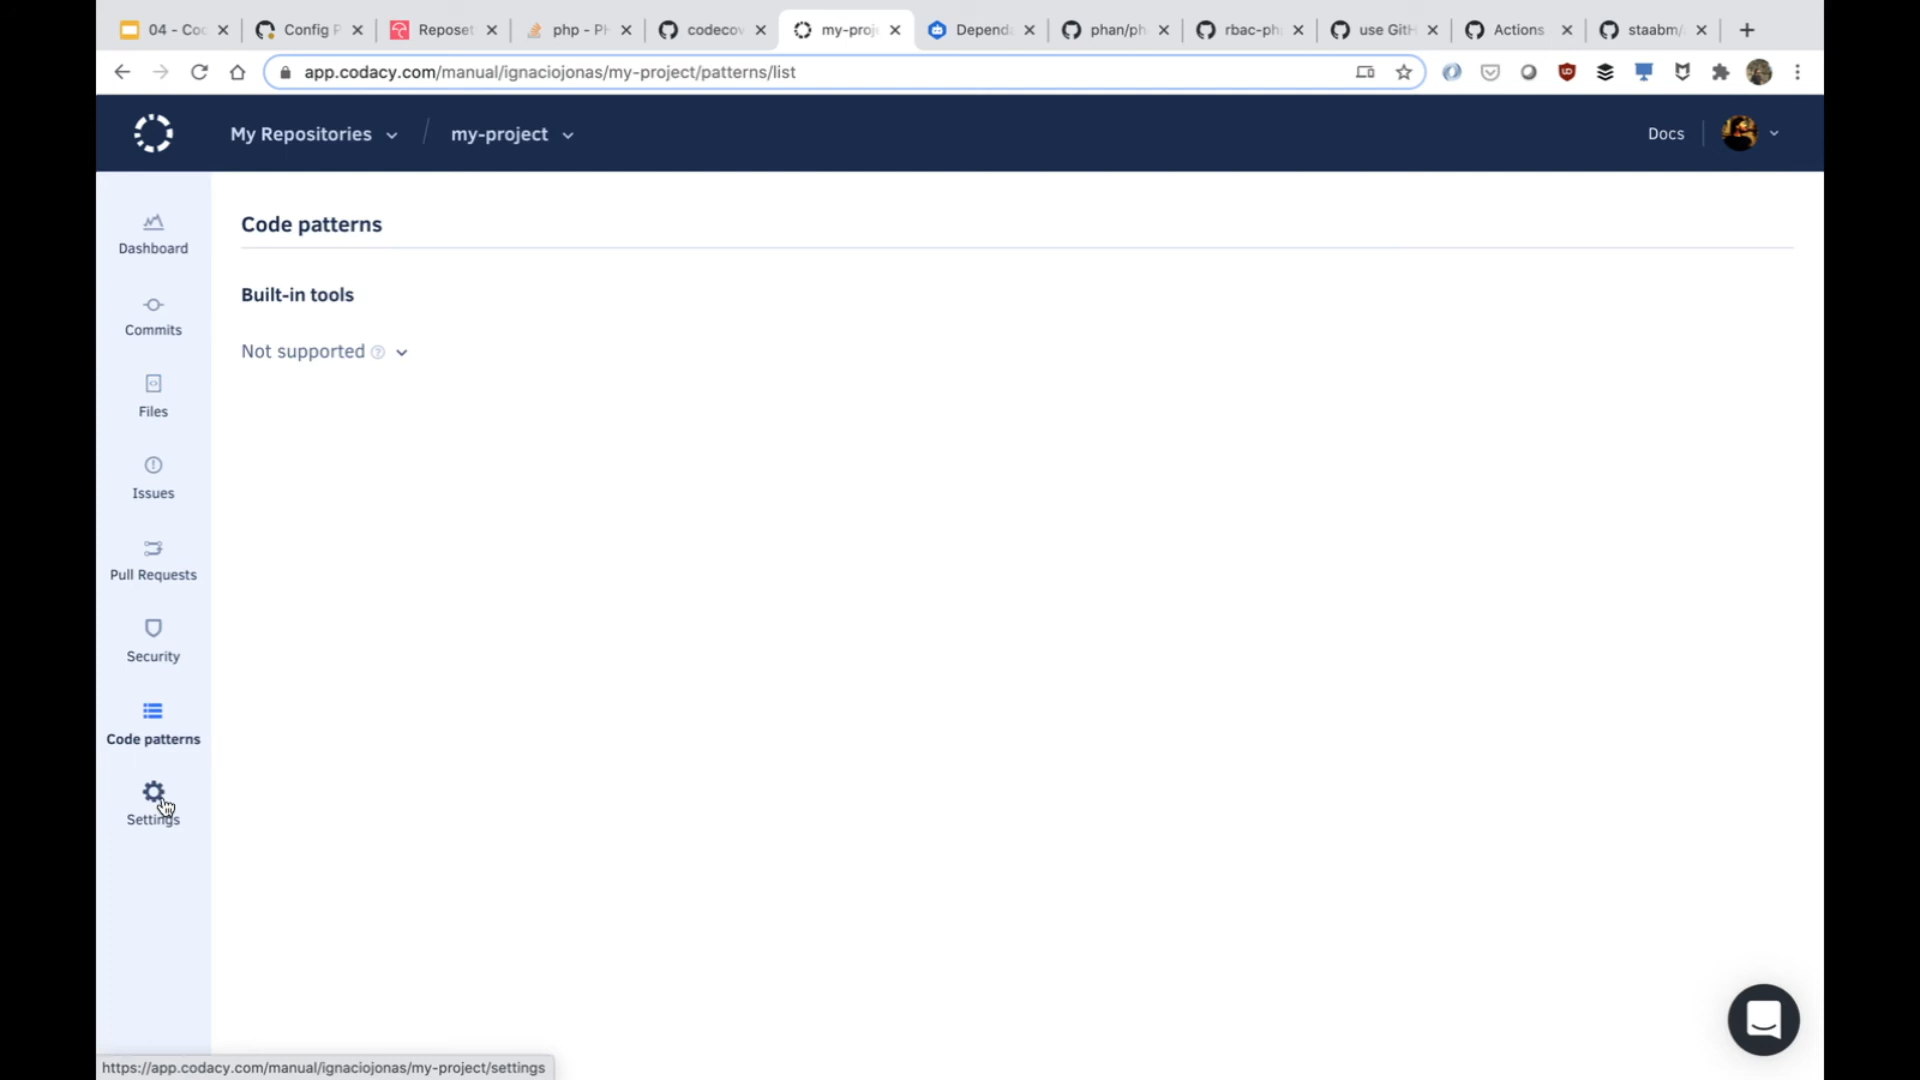 04 - Coc
Config P
Reposet
php - PH
codecov
my-proj
Depend
phan/ph
rbac-ph
use GitH
Actions
staabm/
app.codacy.com/manual/ignaciojonas/my-project/patterns/list
My Repositories / my-project
Docs
Dashboard
Commits
Files
Issues
Pull Requests
Security
Code patterns
Settings
Code patterns
Built-in tools
Not supported
https://app.codacy.com/manual/ignaciojonas/my-project/settings